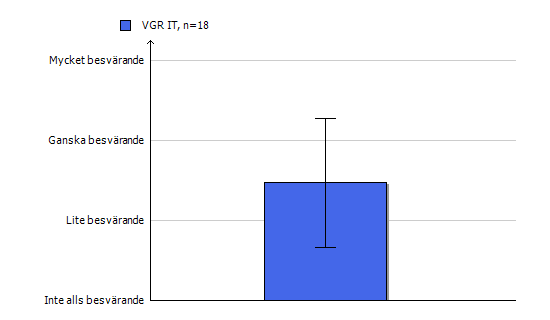 VGR IT, n=18
Mycket besvärande
Ganska besvärande
Lite besvärande
Inte alls besvärande